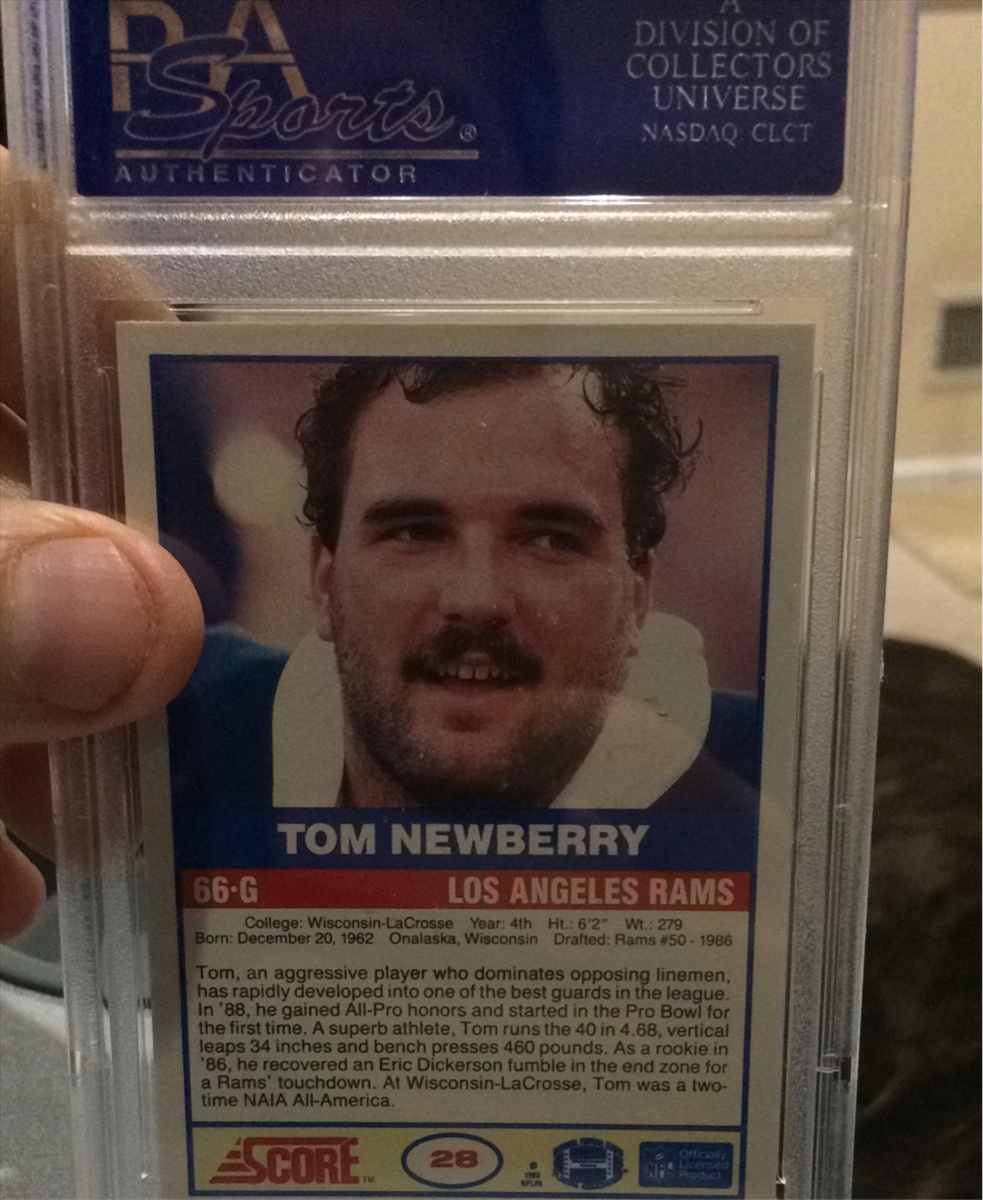 PSA
A
DIVISION OF
COLLECTORS
UNIVERSE
NASDAQ CLCT
Sports®
AUTHENTICATOR
TOM NEWBERRY
66·G LOS ANGELES RAMS
College: Wisconsin-LaCrosse Year: 4th Ht.: 6'2" Wt.: 279
Born: December 20, 1962 Onalaska, Wisconsin Drafted: Rams #50 - 1986
Tom, an aggressive player who dominates opposing linemen,
has rapidly developed into one of the best guards in the league.
In '88, he gained All-Pro honors and started in the Pro Bowl for
the first time. A superb athlete, Tom runs the 40 in 4.68, vertical
leaps 34 inches and bench presses 460 pounds. As a rookie in
'86, he recovered an Eric Dickerson fumble in the end zone for
a Rams' touchdown. At Wisconsin-LaCrosse, Tom was a two-
time NAIA All-America.
SCORE™ 28
NFL
Officially
Licensed
Product